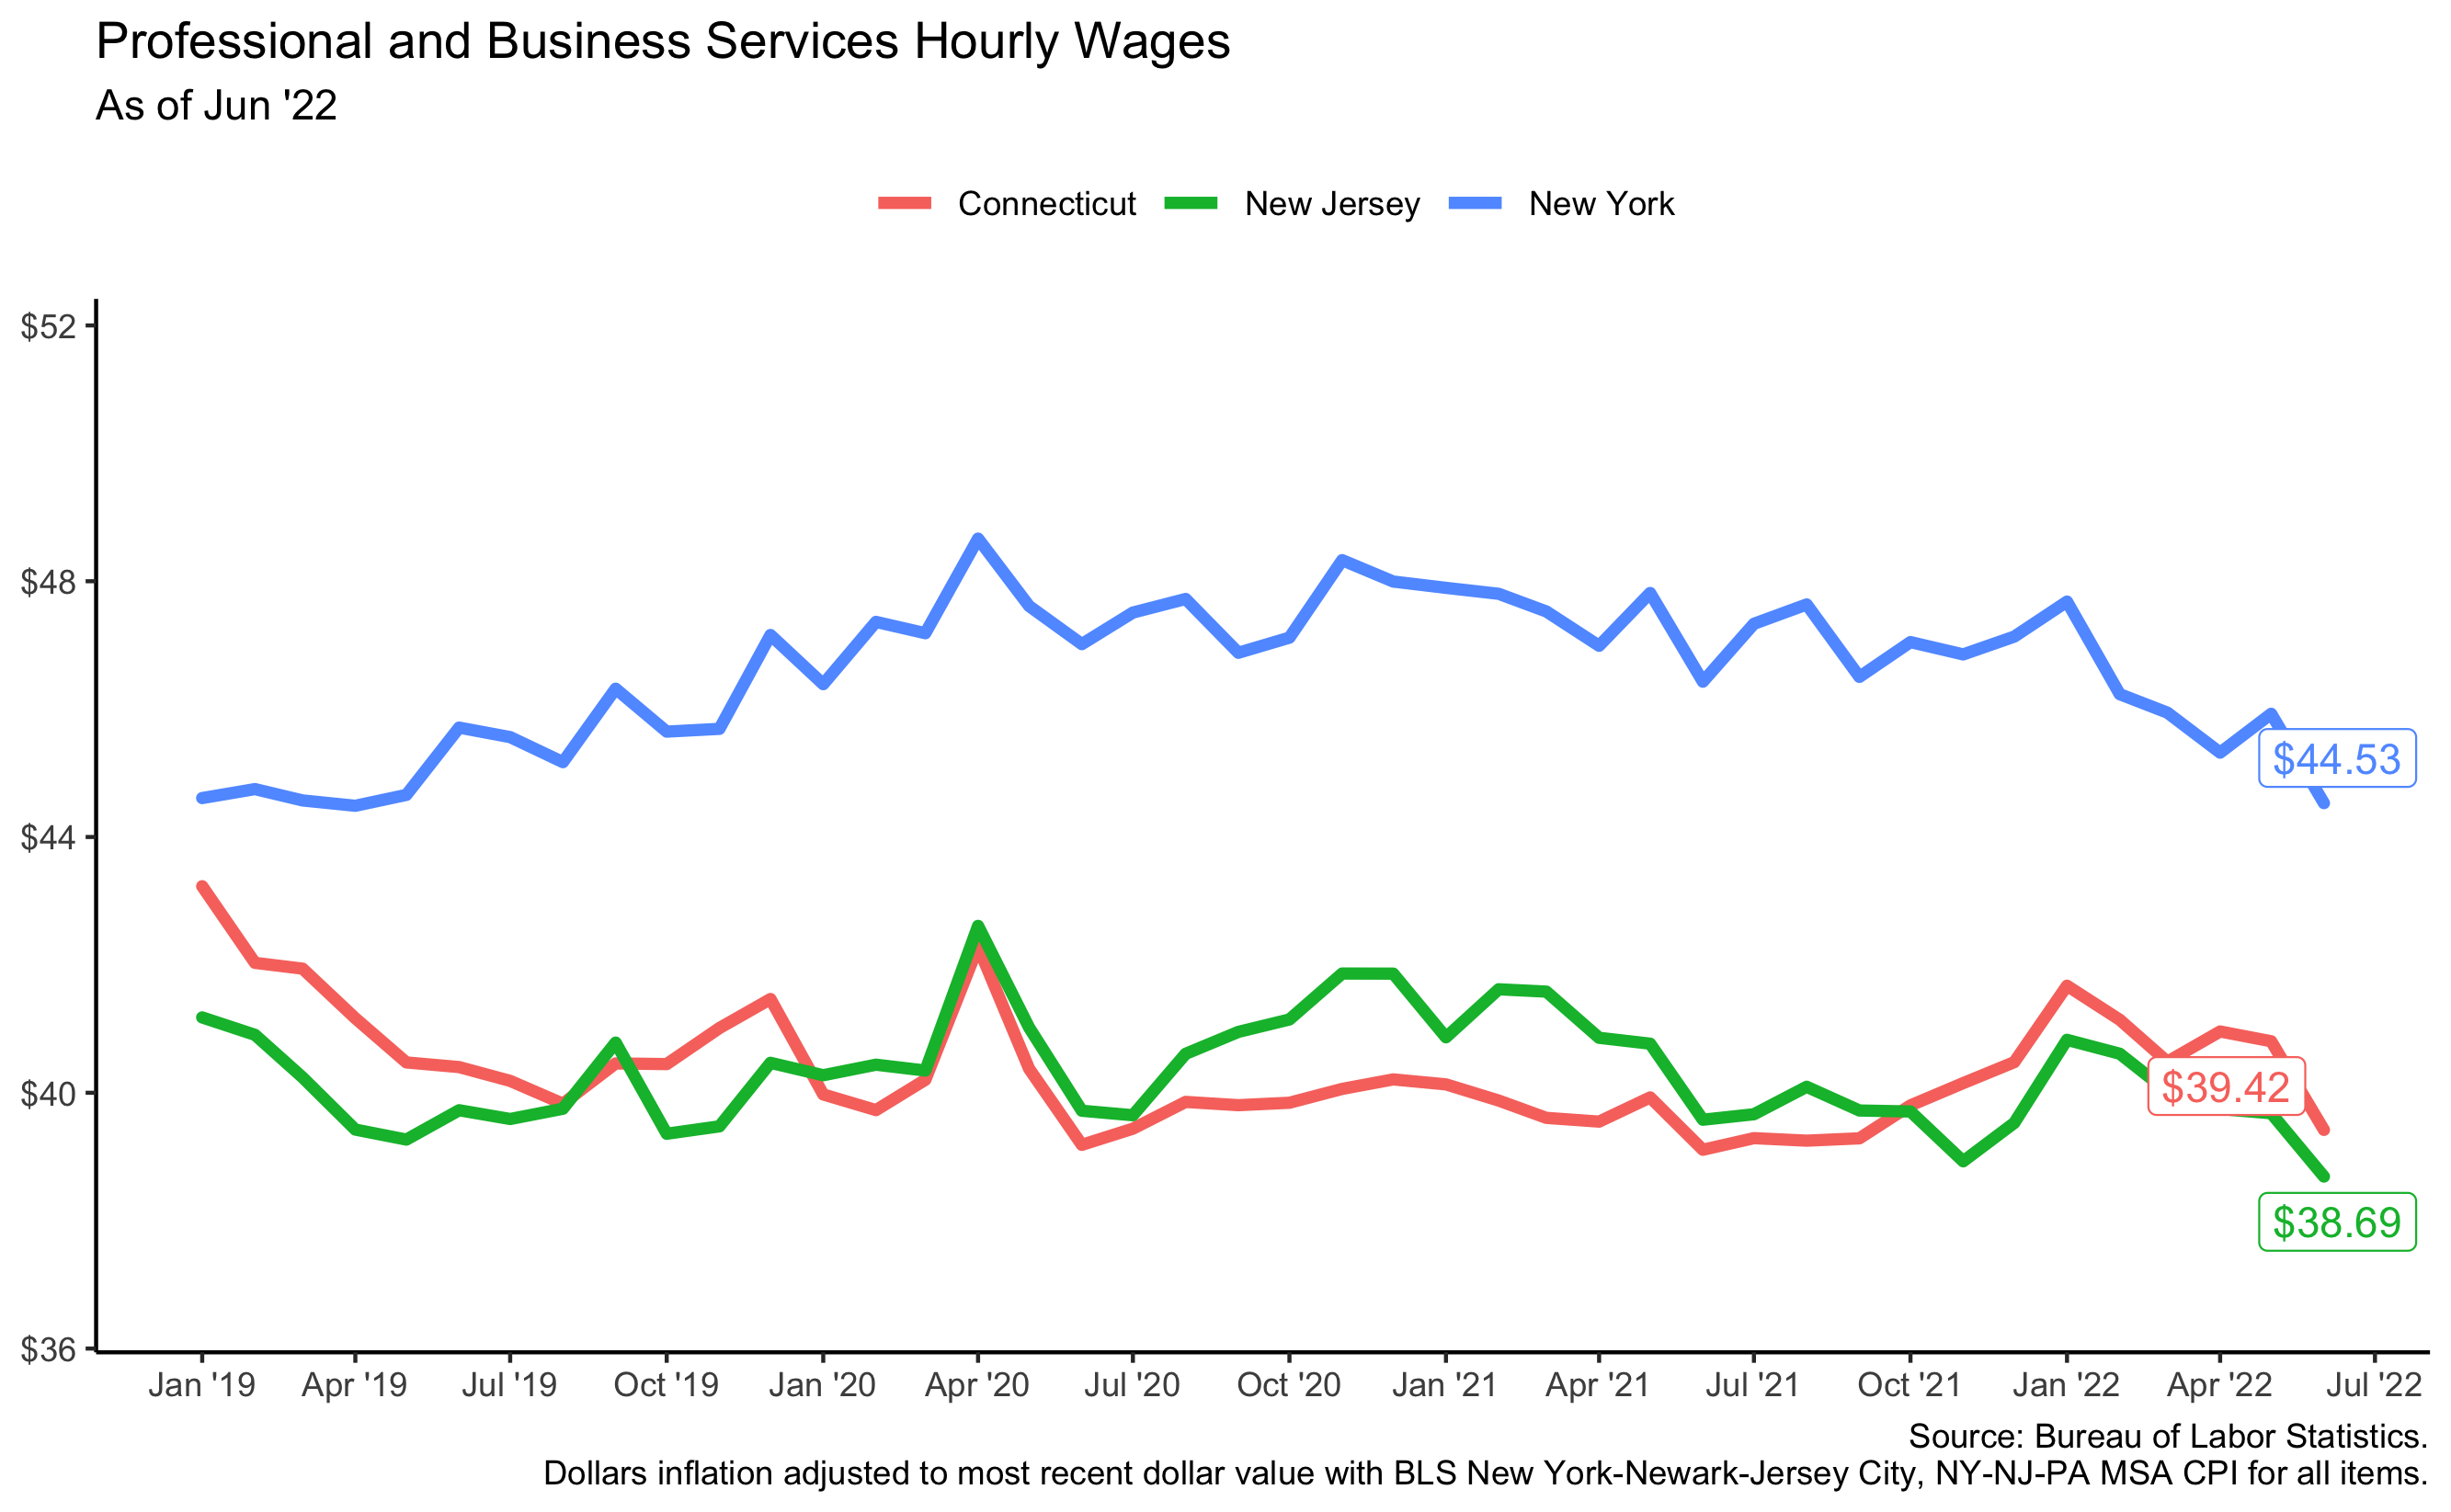 Professional and Business Services Hourly Wages
As of Jun '22
Connecticut New Jersey New York
$52
$48
$44
$40
$36
$44.53
$39.42
$38.69
Jan '19 Apr '19 Jul '19 Oct '19 Jan '20 Apr '20 Jul '20 Oct '20 Jan '21 Apr '21 Jul '21 Oct '21 Jan '22 Apr '22 Jul '22
Source: Bureau of Labor Statistics.
Dollars inflation adjusted to most recent dollar value with BLS New York-Newark-Jersey City, NY-NJ-PA MSA CPI for all items.